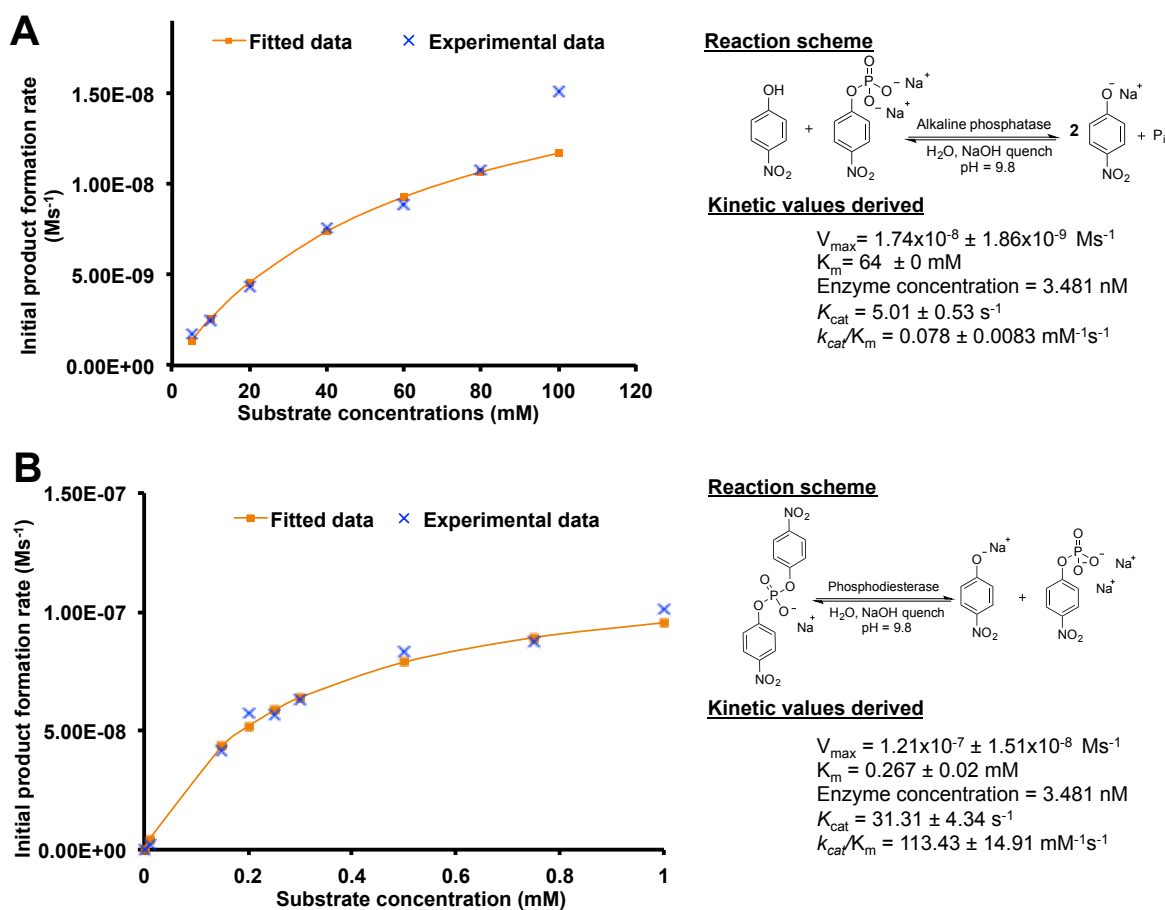 A
Fitted data
Experimental data
Initial product formation rate
(Ms-1)
1.50E-08
1.00E-08
5.00E-09
0.00E+00
0 20 40 60 80 100 120
Substrate concentrations (mM)
Reaction scheme
OH
NO2
+
O
P
O
O- Na+
O- Na+
NO2
Alkaline phosphatase
H2O, NaOH quench
pH = 9.8
2
O- Na+
NO2
+ Pi
Kinetic values derived
Vmax= 1.74x10-8 ± 1.86x10-9 Ms-1
Km= 64 ± 0 mM
Enzyme concentration = 3.481 nM
Kcat = 5.01 ± 0.53 s-1
kcat/Km = 0.078 ± 0.0083 mM-1s-1
B
Fitted data
Experimental data
Initial product formation rate (Ms-1)
1.50E-07
1.00E-07
5.00E-08
0.00E+00
0 0.2 0.4 0.6 0.8 1
Substrate concentration (mM)
Reaction scheme
NO2
O
O
P
O
O-
Na+
NO2
Phosphodiesterase
H2O, NaOH quench
pH = 9.8
O- Na+
NO2
+
O
P
O
O-
O-
Na+
Na+
NO2
Kinetic values derived
Vmax = 1.21x10-7 ± 1.51x10-8 Ms-1
Km = 0.267 ± 0.02 mM
Enzyme concentration = 3.481 nM
Kcat = 31.31 ± 4.34 s-1
kcat/Km = 113.43 ± 14.91 mM-1s-1